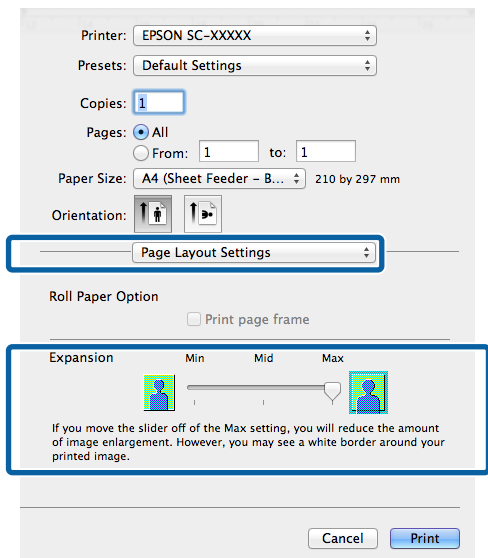 Printer: EPSON SC-XXXXX
Presets: Default Settings
Copies: 1
Pages: All
From: 1 to: 1
Paper Size: A4 (Sheet Feeder - B... 210 by 297 mm
Orientation:
Page Layout Settings
Roll Paper Option
Print page frame
Expansion Min Mid Max
If you move the slider off of the Max setting, you will reduce the amount
of image enlargement. However, you may see a white border around your
printed image.
Cancel Print